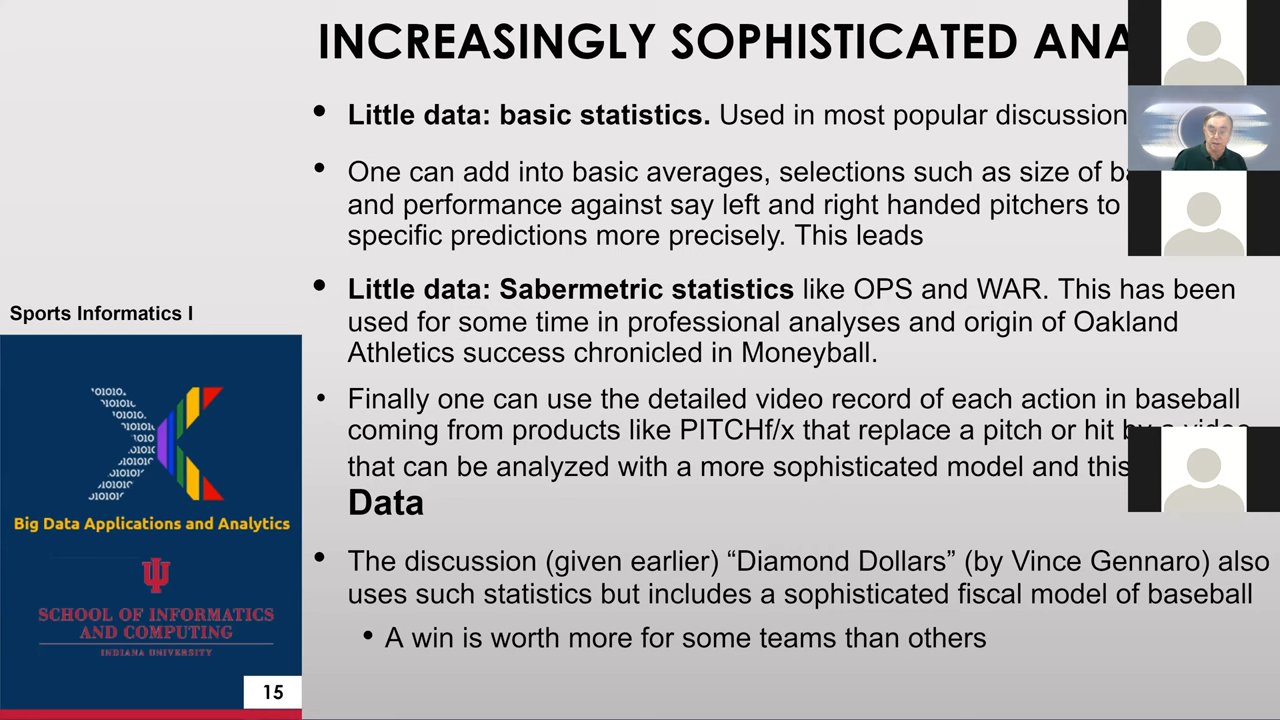 INCREASINGLY SOPHISTICATED
• Little data: basic statistics. Used in most popular discussion
• One can add into basic averages, selections such as size of
and performance against say left and right handed pitchers to
specific predictions more precisely. This leads
• Little data: Sabermetric statistics like OPS and WAR. This has been
used for some time in professional analyses and origin of Oakland
Athletics success chronicled in Moneyball.
• Finally one can use the detailed video record of each action in baseball
coming from products like PITCHf/x that replace a pitch or hit by a video
that can be analyzed with a more sophisticated model and this
Data
• The discussion (given earlier) “Diamond Dollars” (by Vince Gennaro) also
uses such statistics but includes a sophisticated fiscal model of baseball
• A win is worth more for some teams than others
Sports Informatics I
Big Data Applications and Analytics
SCHOOL OF INFORMATICS
AND COMPUTING
INDIANA UNIVERSITY
15